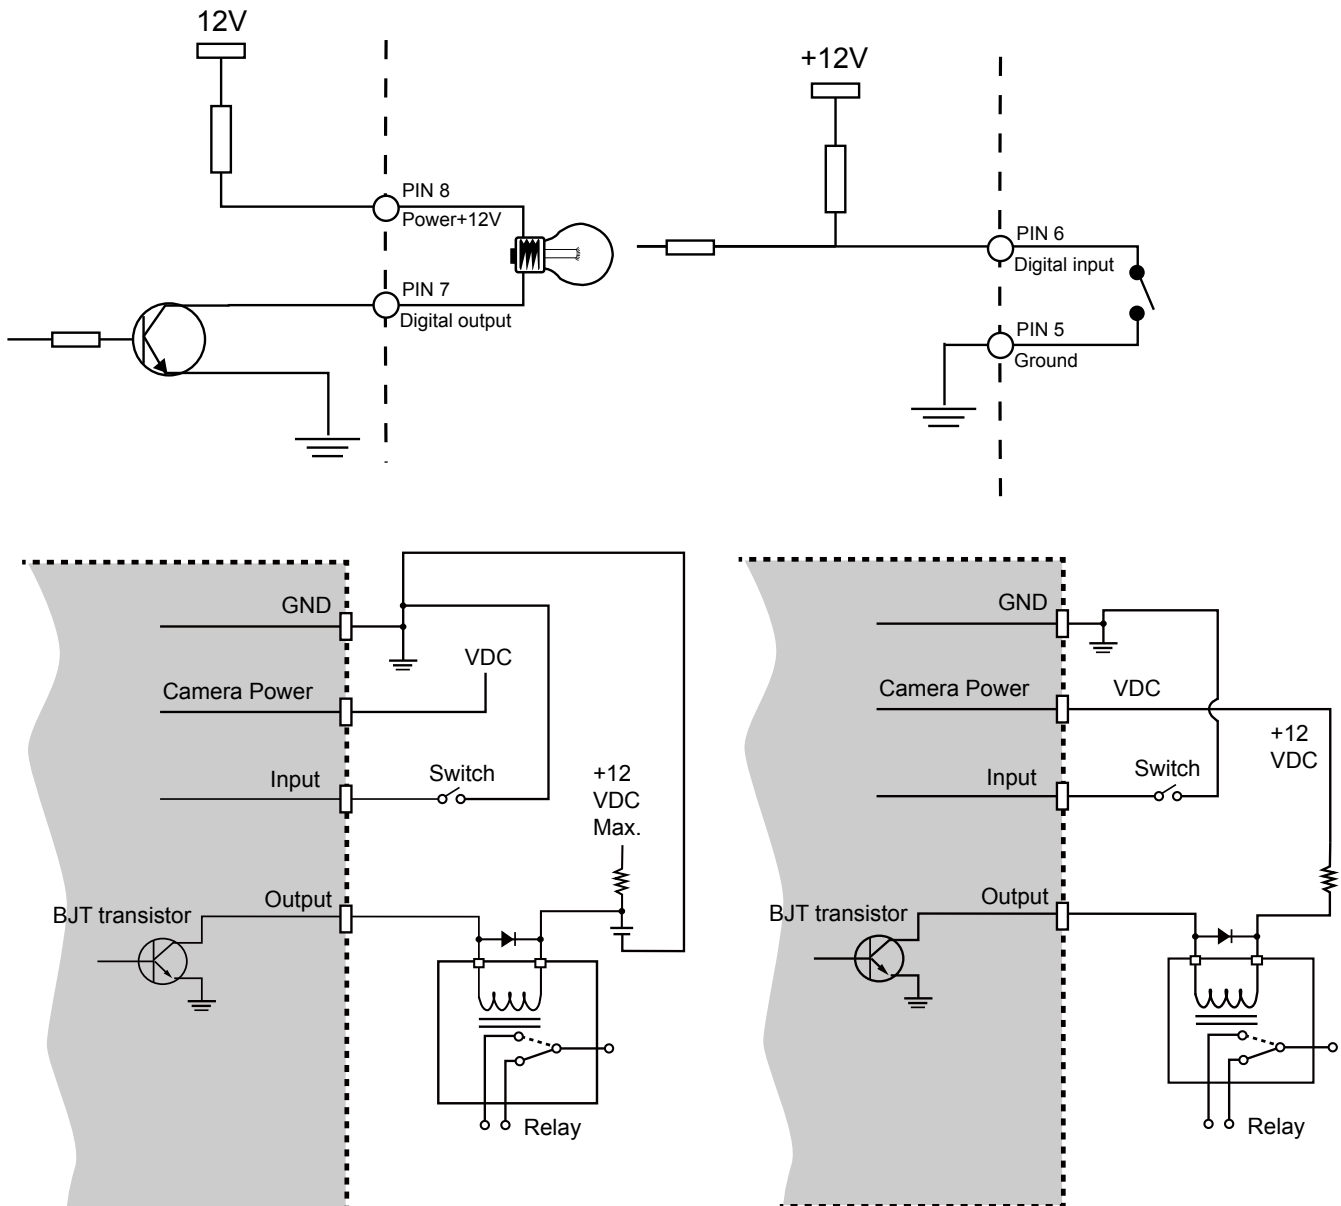 12V
PIN 8
Power+12V
PIN 7
Digital output
+12V
PIN 6
Digital input
PIN 5
Ground
GND
VDC
Camera Power
Input
Switch
+12
VDC
Max.
Output
BJT transistor
Relay
GND
Camera Power
VDC
+12
VDC
Input
Switch
Output
BJT transistor
Relay